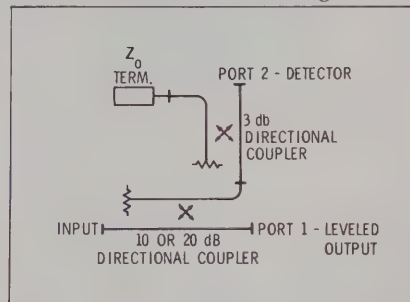 Z
o
TERM.
PORT 2 - DETECTOR
3 db
DIRECTIONAL
COUPLER
INPUT
PORT 1 - LEVELED
OUTPUT
10 OR 20 dB
DIRECTIONAL COUPLER